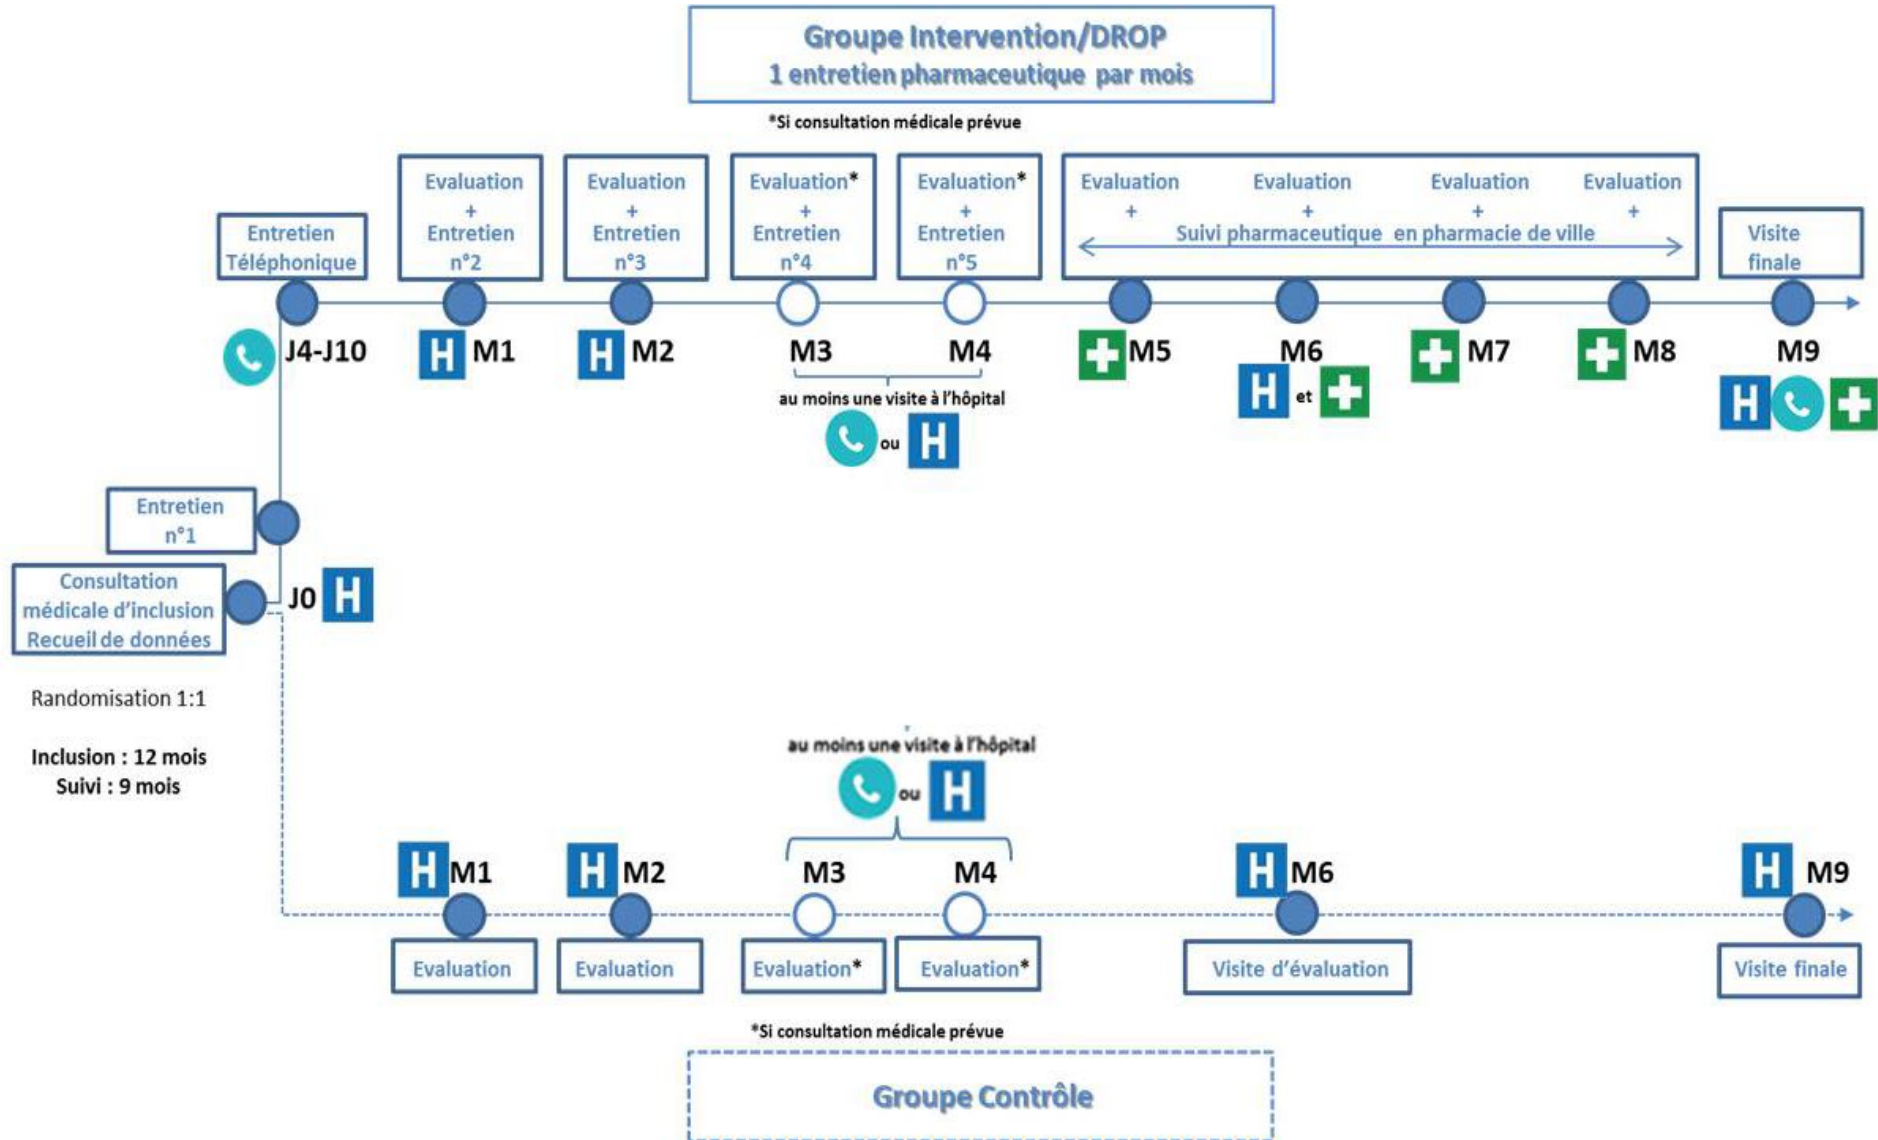 Groupe Intervention/DROP
1 entretien pharmaceutique par mois
*Si consultation médicale prévue
Entretien
Téléphonique
Evaluation
+
Entretien
n°2
Evaluation
+
Entretien
n°3
Evaluation*
+
Entretien
n°4
Evaluation*
+
Entretien
n°5
Evaluation Evaluation Evaluation Evaluation
+ + + +
Suivi pharmaceutique en pharmacie de ville
Visite
finale
J4-J10
H M1
H M2
M3
M4
au moins une visite à l'hôpital
ou H
M5
M6
H et
M7
M8
M9
H
Entretien
n°1
Consultation
médicale d'inclusion
Recueil de données
J0 H
Randomisation 1:1
Inclusion : 12 mois
Suivi : 9 mois
au moins une visite à l'hôpital
ou H
H M1
H M2
M3
M4
H M6
H M9
Evaluation
Evaluation
Evaluation*
Evaluation*
Visite d'évaluation
Visite finale
*Si consultation médicale prévue
Groupe Contrôle